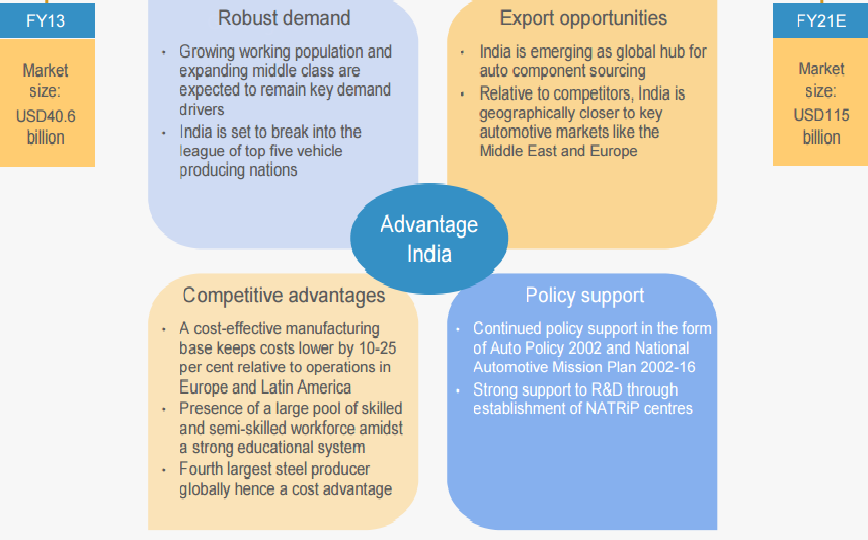 FY13
Market
size:
USD40.6
billion
Robust demand
• Growing working population and
expanding middle class are
expected to remain key demand
drivers
• India is set to break into the
league of top five vehicle
producing nations
Export opportunities
• India is emerging as global hub for
auto component sourcing
• Relative to competitors, India is
geographically closer to key
automotive markets like the
Middle East and Europe
FY21E
Market
size:
USD115
billion
Advantage
India
Competitive advantages
• A cost-effective manufacturing
base keeps costs lower by 10-25
per cent relative to operations in
Europe and Latin America
• Presence of a large pool of skilled
and semi-skilled workforce amidst
a strong educational system
• Fourth largest steel producer
globally hence a cost advantage
Policy support
• Continued policy support in the form
of Auto Policy 2002 and National
Automotive Mission Plan 2002-16
• Strong support to R&D through
establishment of NATRiP centres